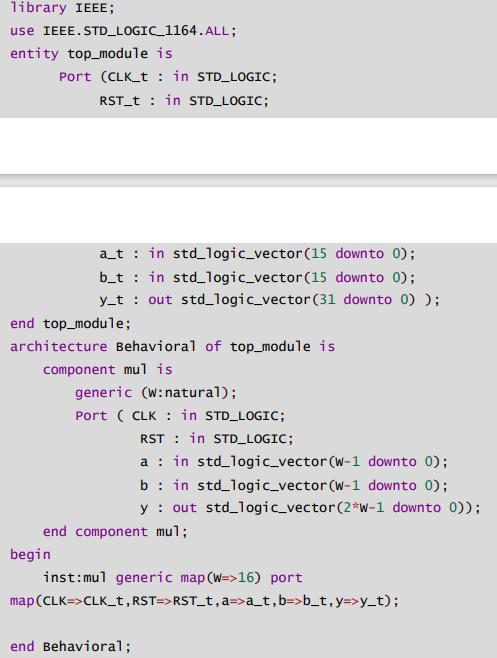 library IEEE;
use IEEE.STD_LOGIC_1164.ALL;
entity top_module is
      Port (CLK_t : in STD_LOGIC;
           RST_t : in STD_LOGIC;
           a_t : in std_logic_vector(15 downto 0);
           b_t : in std_logic_vector(15 downto 0);
           y_t : out std_logic_vector(31 downto 0) );
end top_module;
architecture Behavioral of top_module is
    component mul is
        generic (W:natural);
        Port ( CLK : in STD_LOGIC;
                RST : in STD_LOGIC;
                a : in std_logic_vector(W-1 downto 0);
                b : in std_logic_vector(W-1 downto 0);
                y : out std_logic_vector(2*W-1 downto 0));
    end component mul;
begin
    inst:mul generic map(W=>16) port
map(CLK=>CLK_t,RST=>RST_t,a=>a_t,b=>b_t,y=>y_t);
end Behavioral;